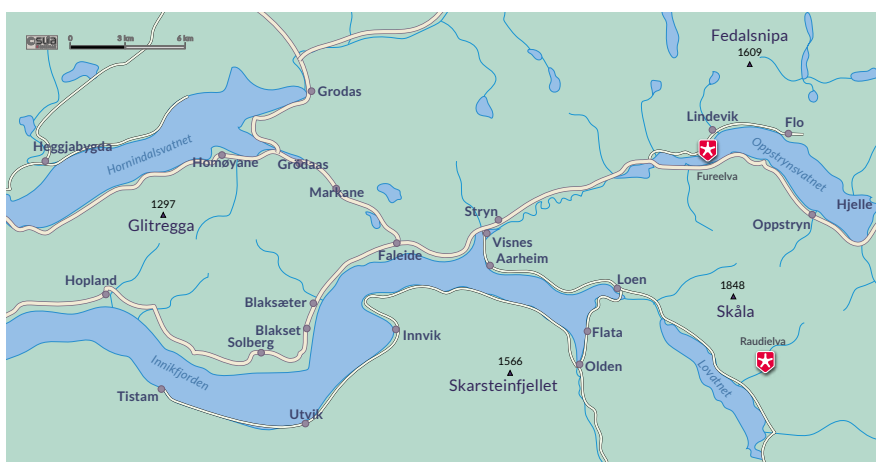 ©SUA
0 3 km 6 km
Fedalsnipa
1609
Grodas
Lindevik
Flo
Heggjabygda
Hornindalsvatnet
Homøyane
Grodaas
Oppstrynsvatnet
Fureelva
Markane
1297
Glitregga
Stryn
Hjelle
Oppstryn
Visnes
Faleide
Aarheim
Hopland
Loen
1848
Skåla
Blaksæter
Blakset
Solberg
Innvik
Flata
Raudielva
Innikfjorden
1566
Skarsteinfjellet
Olden
Lovatnet
Tistam
Utvik